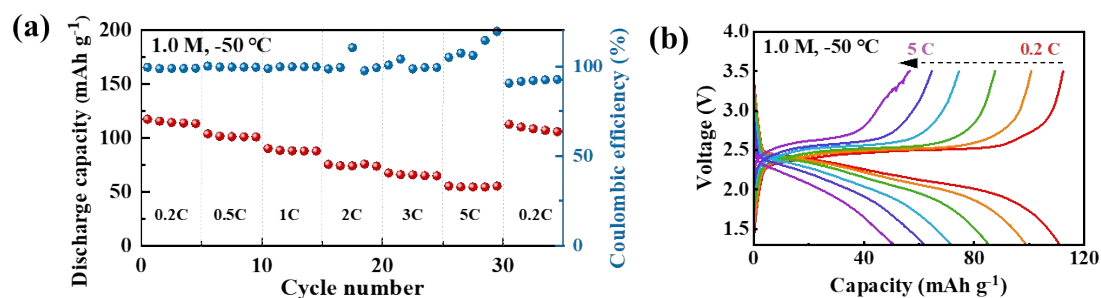 (a)
Discharge capacity (mAh g⁻¹)
200
150
100
75
50
25
0
1.0 M, -50 °C
0.2C 0.5C 1C 2C 3C 5C 0.2C
0 10 20 30
Cycle number
100
50
0
Coulombic efficiency (%)
(b)
Voltage (V)
4.0
3.5
3.0
2.5
2.0
1.5
1.0 M, -50 °C
5 C 0.2 C
0 40 80 120
Capacity (mAh g⁻¹)